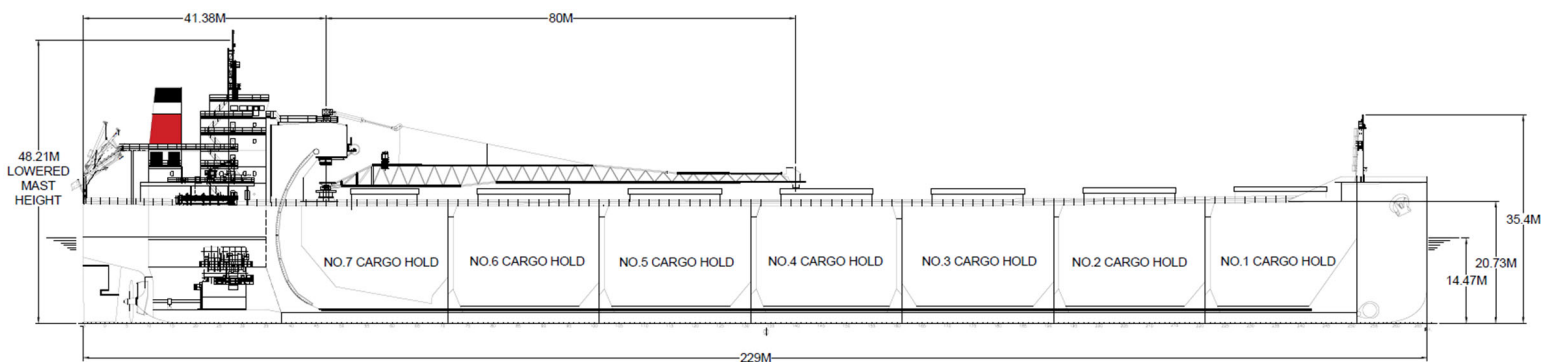 41.38M
80M
48.21M
LOWERED
MAST
HEIGHT
NO.7 CARGO HOLD
NO.6 CARGO HOLD
NO.5 CARGO HOLD
NO.4 CARGO HOLD
NO.3 CARGO HOLD
NO.2 CARGO HOLD
NO.1 CARGO HOLD
35.4M
20.73M
14.47M
229M